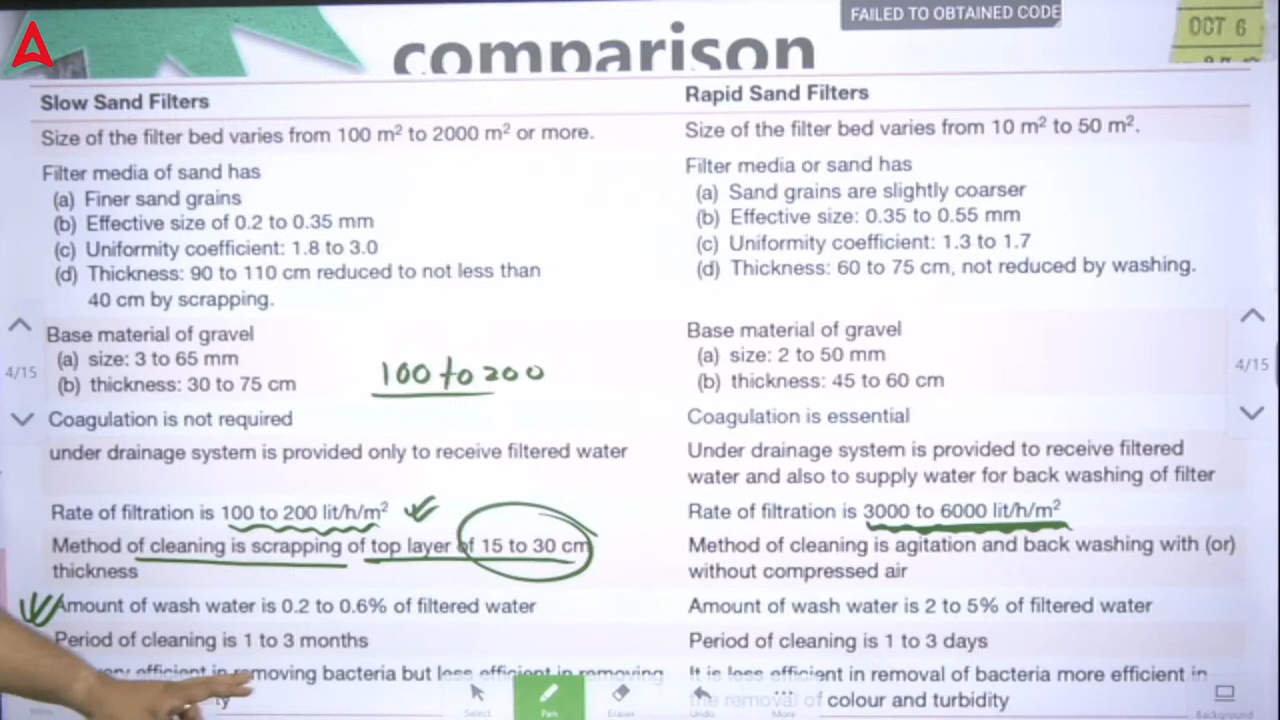 FAILED TO OBTAINED CODE
OCT 6
comparison
Slow Sand Filters
Size of the filter bed varies from 100 m² to 2000 m² or more.
Filter media of sand has
(a) Finer sand grains
(b) Effective size of 0.2 to 0.35 mm
(c) Uniformity coefficient: 1.8 to 3.0
(d) Thickness: 90 to 110 cm reduced to not less than
40 cm by scrapping.
Base material of gravel
(a) size: 3 to 65 mm
(b) thickness: 30 to 75 cm
100 to 200
4/15
Coagulation is not required
under drainage system is provided only to receive filtered water
Rate of filtration is 100 to 200 lit/h/m²
Method of cleaning is scrapping of top layer of 15 to 30 cm
thickness
Amount of wash water is 0.2 to 0.6% of filtered water
Period of cleaning is 1 to 3 months
efficient in removing bacteria but less efficient in removing
Rapid Sand Filters
Size of the filter bed varies from 10 m² to 50 m².
Filter media or sand has
(a) Sand grains are slightly coarser
(b) Effective size: 0.35 to 0.55 mm
(c) Uniformity coefficient: 1.3 to 1.7
(d) Thickness: 60 to 75 cm, not reduced by washing.
Base material of gravel
(a) size: 2 to 50 mm
(b) thickness: 45 to 60 cm
4/15
Coagulation is essential
Under drainage system is provided to receive filtered
water and also to supply water for back washing of filter
Rate of filtration is 3000 to 6000 lit/h/m²
Method of cleaning is agitation and back washing with (or)
without compressed air
Amount of wash water is 2 to 5% of filtered water
Period of cleaning is 1 to 3 days
It is less efficient in removal of bacteria more efficient in
the removal of colour and turbidity
Select
Pen
Eraser
Undo
More
Background